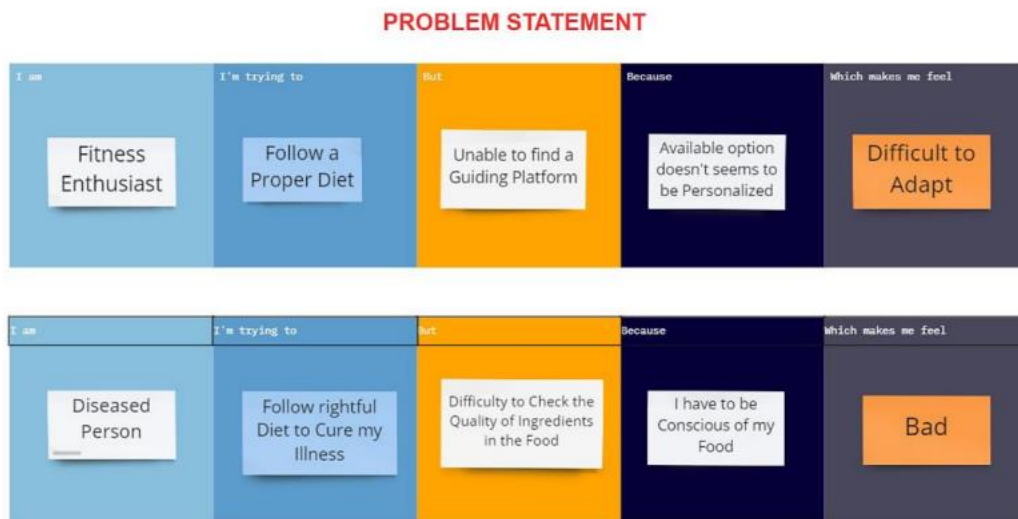 PROBLEM STATEMENT
I am
I'm trying to
But
Because
Which makes me feel
Fitness
Enthusiast
Follow a
Proper Diet
Unable to find a
Guiding Platform
Available option
doesn't seems to
be Personalized
Difficult to
Adapt
I am
I'm trying to
But
Because
Which makes me feel
Diseased
Person
Follow rightful
Diet to Cure my
Illness
Difficulty to Check the
Quality of Ingredients
in the Food
I have to be
Conscious of my
Food
Bad